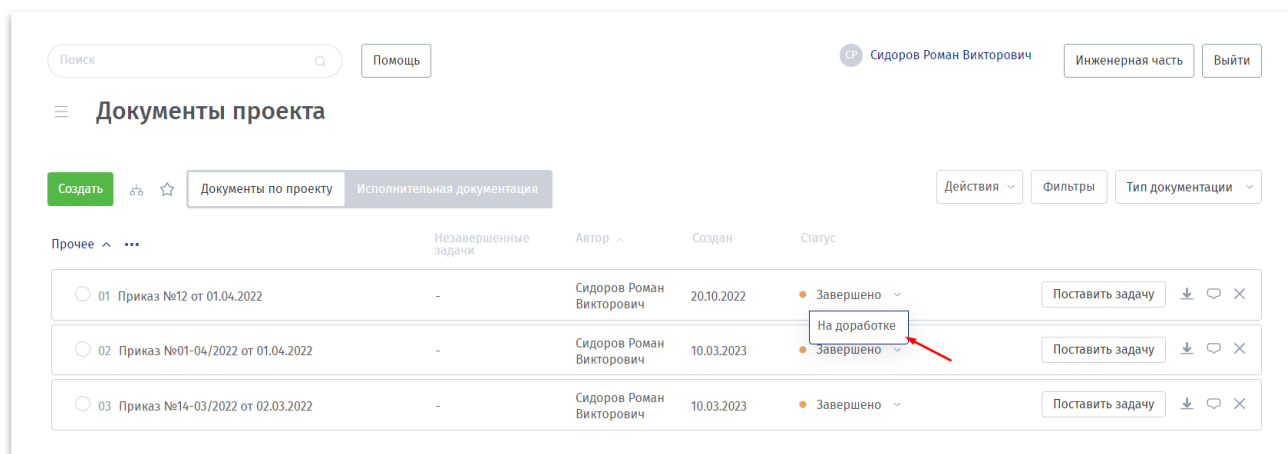 Поиск
Помощь
СР Сидоров Роман Викторович
Инженерная часть
Выйти
Документы проекта
Создать
Документы по проекту
Исполнительная документация
Действия
Фильтры
Тип документации
Прочее
Незавершенные
задачи
Автор
Создан
Статус
01 Приказ №12 от 01.04.2022
-
Сидоров Роман
Викторович
20.10.2022
Завершено
Поставить задачу
На доработке
02 Приказ №01-04/2022 от 01.04.2022
-
Сидоров Роман
Викторович
10.03.2023
Завершено
Поставить задачу
03 Приказ №14-03/2022 от 02.03.2022
-
Сидоров Роман
Викторович
10.03.2023
Завершено
Поставить задачу